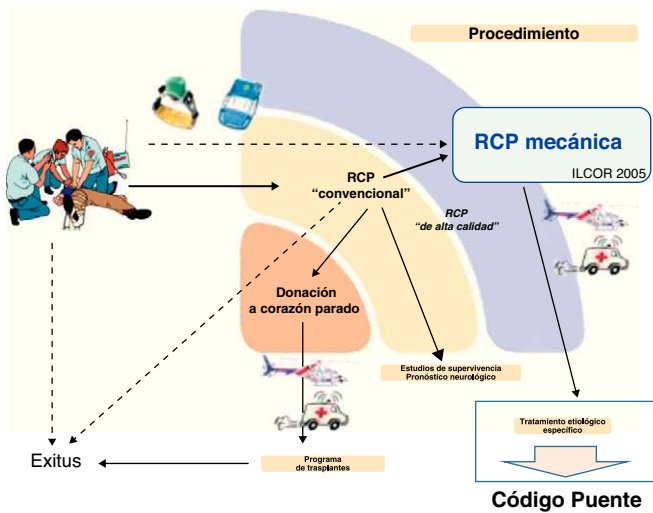 Procedimiento
RCP mecánica
ILCOR 2005
RCP
“convencional”
RCP
“de alta calidad”
Donación
a corazón parado
Estudios de supervivencia
Pronóstico neurológico
Tratamiento etiológico
específico
Exitus
Programa
de trasplantes
Código Puente